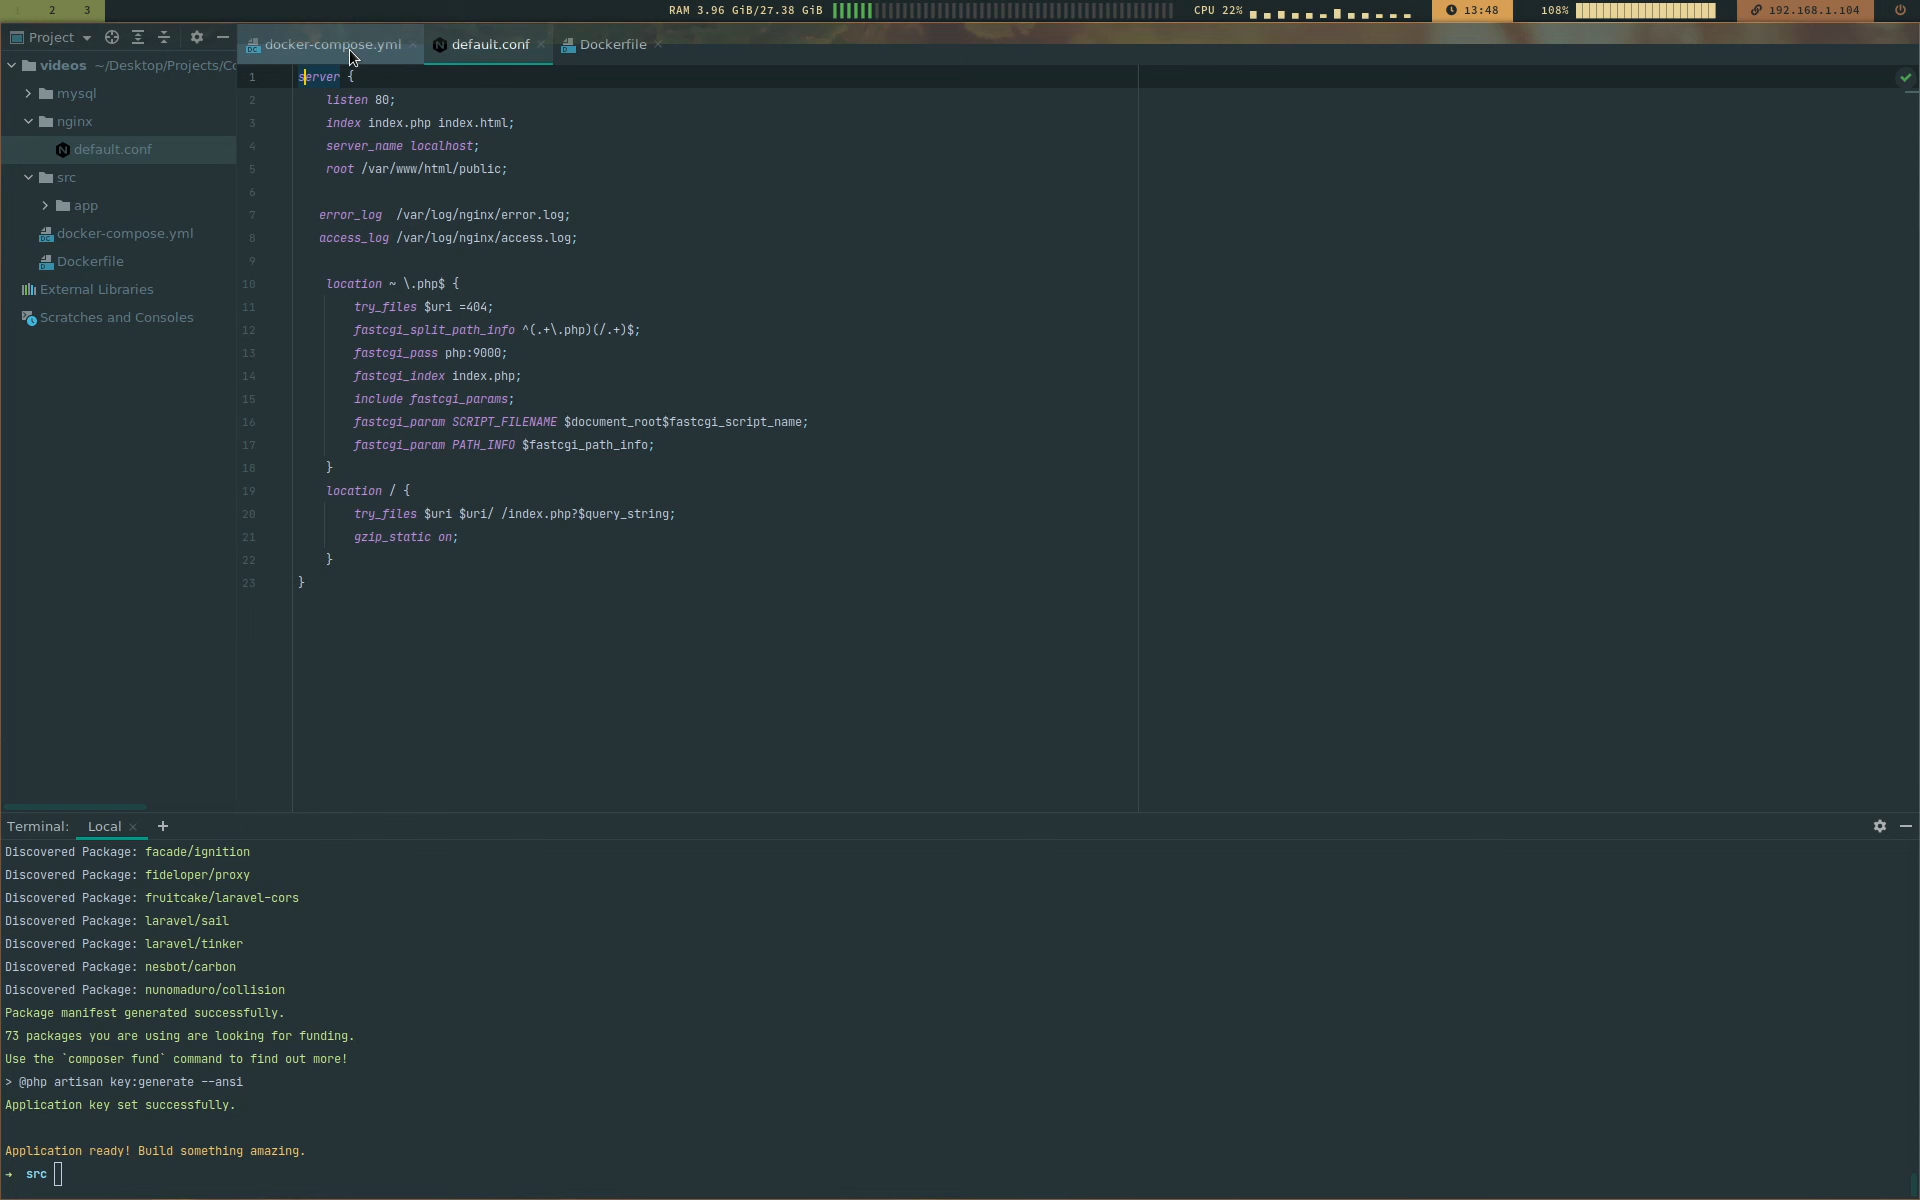 1 2 3 RAM 3.96 GiB/27.38 GiB CPU 22% 13:48 108% 192.168.1.104
Project docker-compose.yml default.conf Dockerfile
videos ~/Desktop/Projects/Co
mysql
nginx
default.conf
src
app
docker-compose.yml
Dockerfile
External Libraries
Scratches and Consoles
1 server {
2 listen 80;
3 index index.php index.html;
4 server_name localhost;
5 root /var/www/html/public;
6
7 error_log  /var/log/nginx/error.log;
8 access_log /var/log/nginx/access.log;
9
10 location ~ \.php$ {
11 try_files $uri =404;
12 fastcgi_split_path_info ^(.+\.php)(/.+)$;
13 fastcgi_pass php:9000;
14 fastcgi_index index.php;
15 include fastcgi_params;
16 fastcgi_param SCRIPT_FILENAME $document_root$fastcgi_script_name;
17 fastcgi_param PATH_INFO $fastcgi_path_info;
18 }
19 location / {
20 try_files $uri $uri/ /index.php?$query_string;
21 gzip_static on;
22 }
23 }
Terminal: Local +
Discovered Package: facade/ignition
Discovered Package: fideloper/proxy
Discovered Package: fruitcake/laravel-cors
Discovered Package: laravel/sail
Discovered Package: laravel/tinker
Discovered Package: nesbot/carbon
Discovered Package: nunomaduro/collision
Package manifest generated successfully.
73 packages you are using are looking for funding.
Use the `composer fund` command to find out more!
> @php artisan key:generate --ansi
Application key set successfully.
Application ready! Build something amazing.
→ src